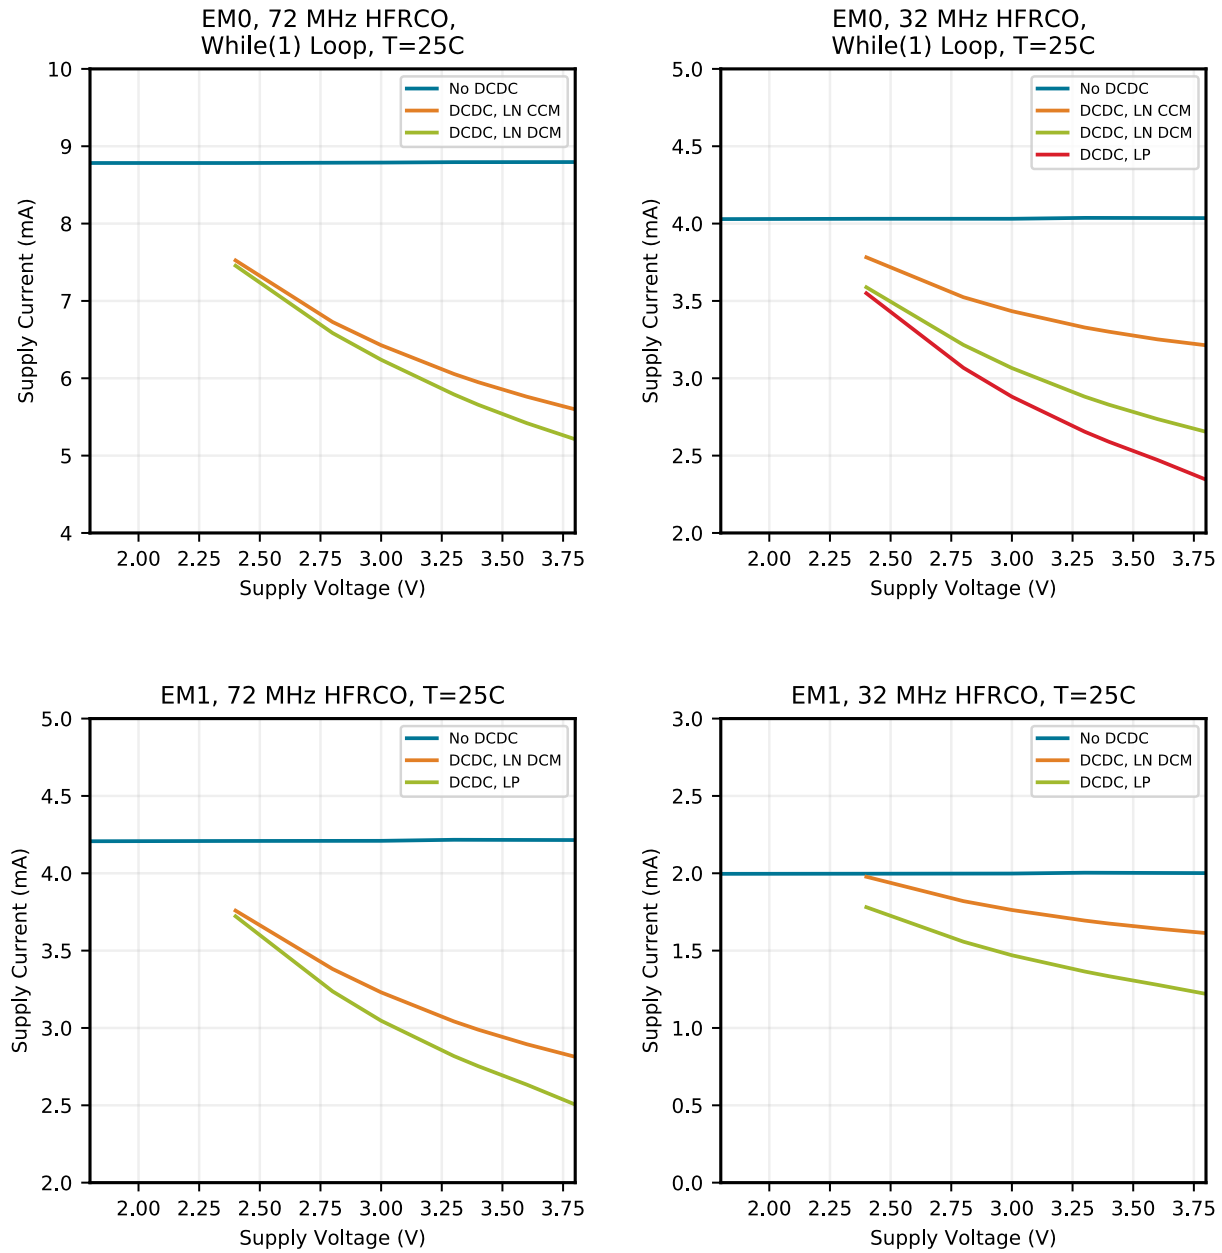 EM0, 72 MHz HFRCO,
While(1) Loop, T=25C
10
9
8
7
6
5
4
Supply Current (mA)
No DCDC
DCDC, LN CCM
DCDC, LN DCM
2.00 2.25 2.50 2.75 3.00 3.25 3.50 3.75
Supply Voltage (V)
EM0, 32 MHz HFRCO,
While(1) Loop, T=25C
5.0
4.5
4.0
3.5
3.0
2.5
2.0
Supply Current (mA)
No DCDC
DCDC, LN CCM
DCDC, LN DCM
DCDC, LP
2.00 2.25 2.50 2.75 3.00 3.25 3.50 3.75
Supply Voltage (V)
EM1, 72 MHz HFRCO, T=25C
5.0
4.5
4.0
3.5
3.0
2.5
2.0
Supply Current (mA)
No DCDC
DCDC, LN DCM
DCDC, LP
2.00 2.25 2.50 2.75 3.00 3.25 3.50 3.75
Supply Voltage (V)
EM1, 32 MHz HFRCO, T=25C
3.0
2.5
2.0
1.5
1.0
0.5
0.0
Supply Current (mA)
No DCDC
DCDC, LN DCM
DCDC, LP
2.00 2.25 2.50 2.75 3.00 3.25 3.50 3.75
Supply Voltage (V)